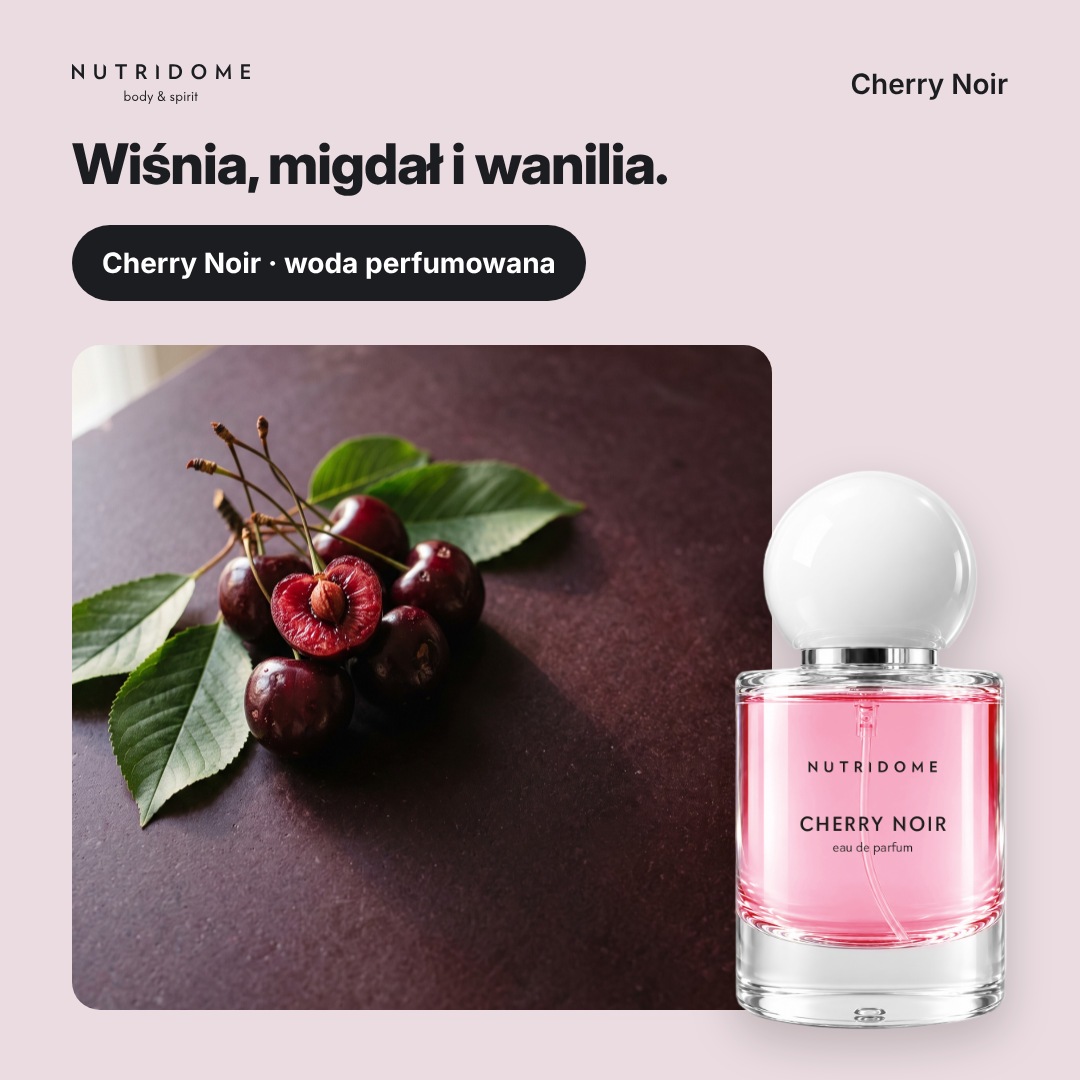 NUTRIDOME
body & spirit
Cherry Noir
Wiśnia, migdał i wanilia.
Cherry Noir · woda perfumowana
NUTRIDOME
CHERRY NOIR
eau de parfum